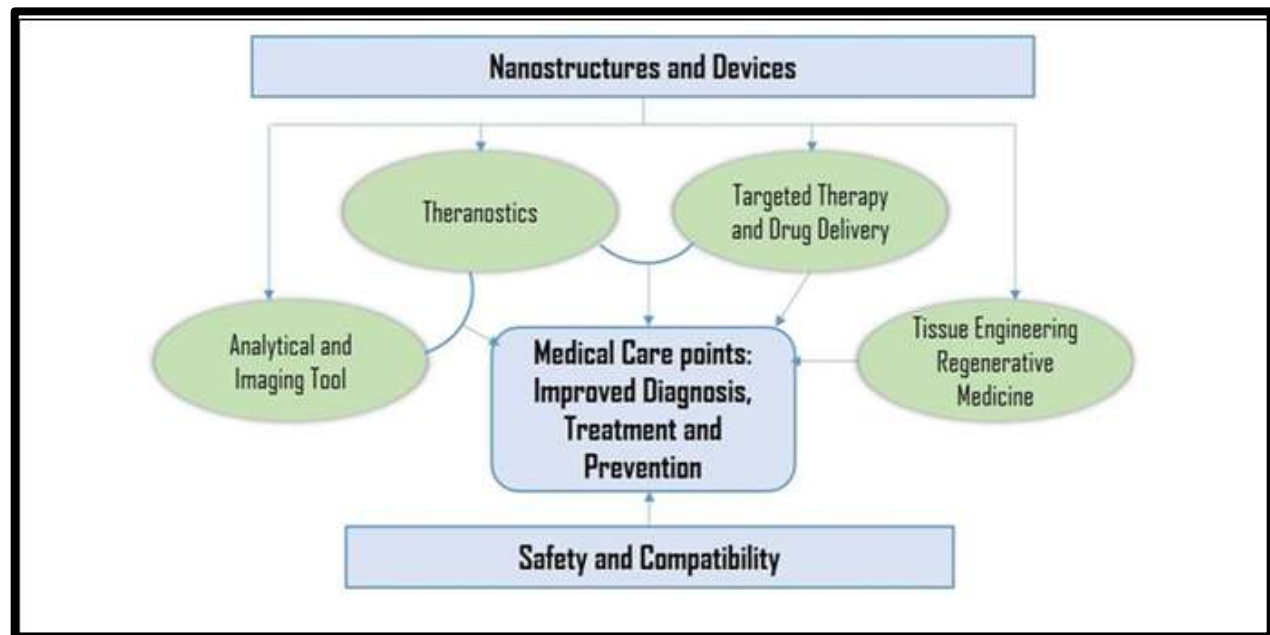 Nanostructures and Devices
Theranostics
Targeted Therapy
and Drug Delivery
Analytical and
Imaging Tool
Medical Care points:
Improved Diagnosis,
Treatment and
Prevention
Tissue Engineering
Regenerative
Medicine
Safety and Compatibility